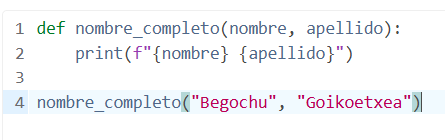 1 def nombre_completo(nombre, apellido):
2     print(f"{nombre} {apellido}")
3
4 nombre_completo("Begochu", "Goikoetxea")